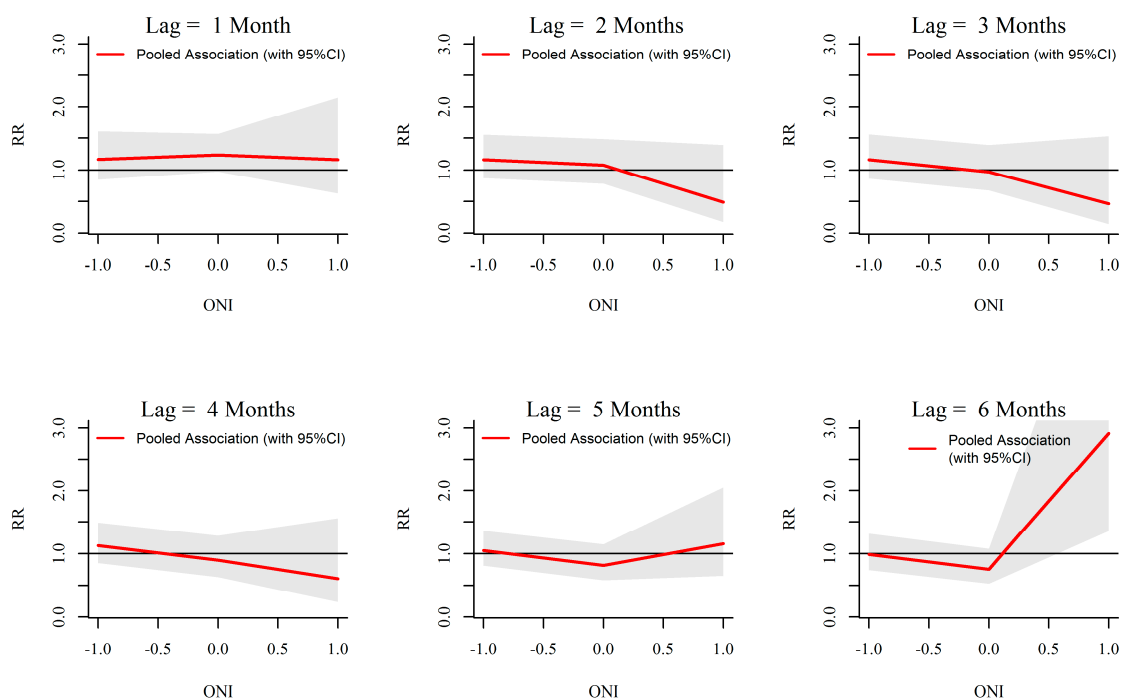 Lag =  1 Month
Pooled Association (with 95%CI)
RR
3.0
2.0
1.0
0.0
-1.0 -0.5 0.0 0.5 1.0
ONI
Lag =  2 Months
Pooled Association (with 95%CI)
RR
3.0
2.0
1.0
0.0
-1.0 -0.5 0.0 0.5 1.0
ONI
Lag =  3 Months
Pooled Association (with 95%CI)
RR
3.0
2.0
1.0
0.0
-1.0 -0.5 0.0 0.5 1.0
ONI
Lag =  4 Months
Pooled Association (with 95%CI)
RR
3.0
2.0
1.0
0.0
-1.0 -0.5 0.0 0.5 1.0
ONI
Lag =  5 Months
Pooled Association (with 95%CI)
RR
3.0
2.0
1.0
0.0
-1.0 -0.5 0.0 0.5 1.0
ONI
Lag =  6 Months
Pooled Association
(with 95%CI)
RR
3.0
2.0
1.0
0.0
-1.0 -0.5 0.0 0.5 1.0
ONI